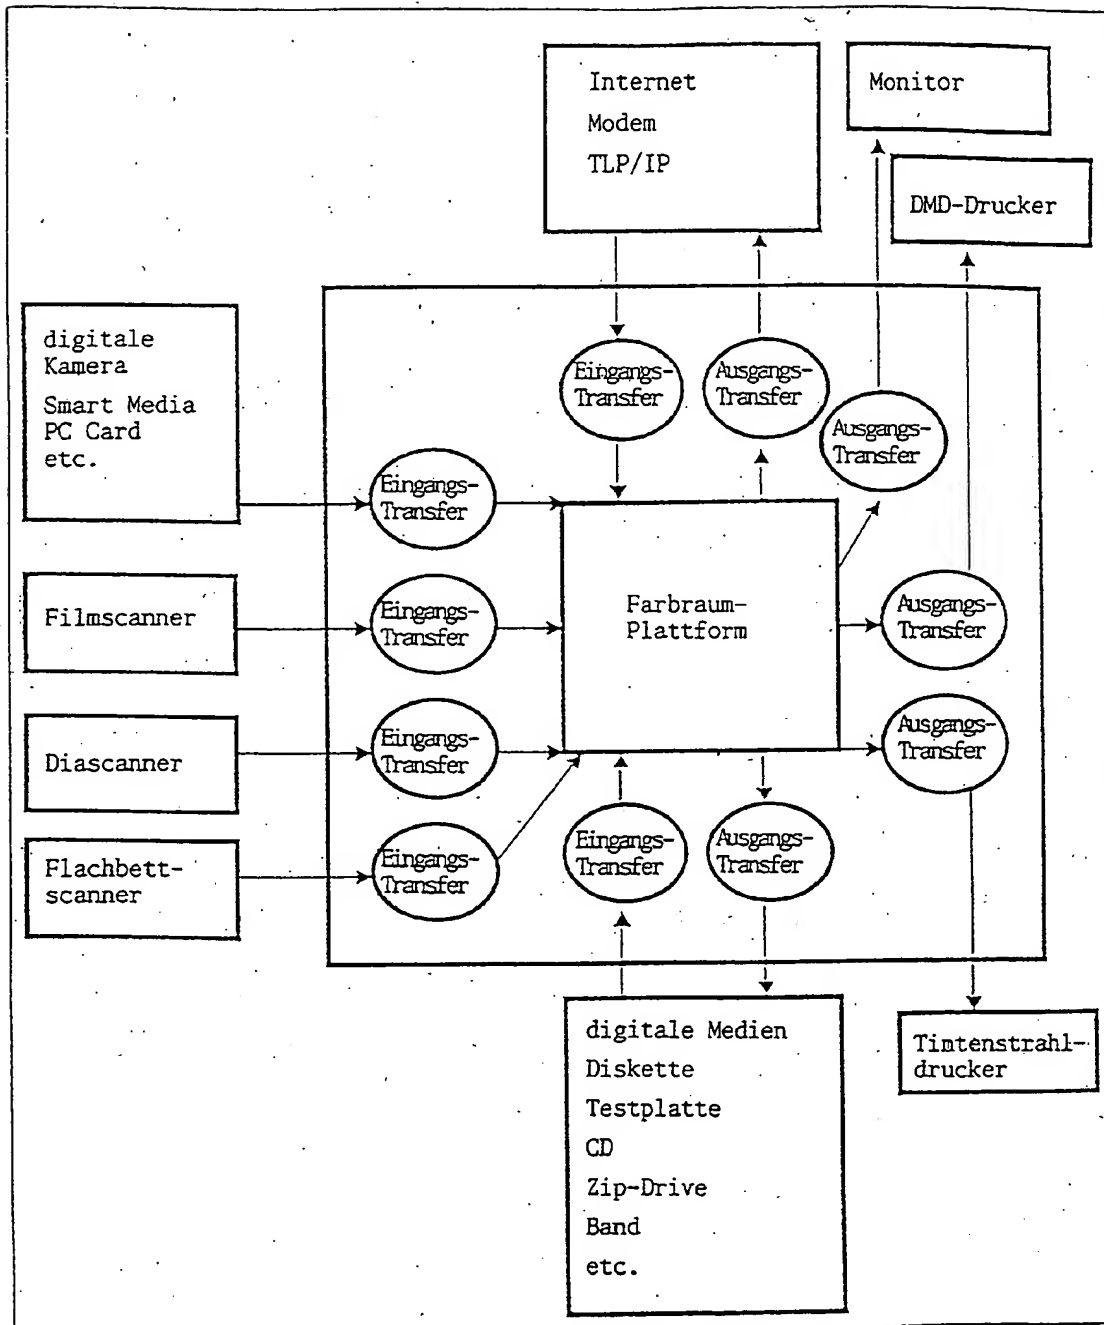 Internet
Modem
TLP/IP
Monitor
DMD-Drucker
digitale
Kamera
Smart Media
PC Card
etc.
Eingangs-
Transfer
Ausgangs-
Transfer
Ausgangs-
Transfer
Eingangs-
Transfer
Filmscanner
Eingangs-
Transfer
Farbraum-
Plattform
Ausgangs-
Transfer
Diascanner
Eingangs-
Transfer
Ausgangs-
Transfer
Flachbett-
scanner
Eingangs-
Transfer
Eingangs-
Transfer
Ausgangs-
Transfer
digitale Medien
Diskette
Testplatte
CD
Zip-Drive
Band
etc.
Timtenstrahl-
drucker